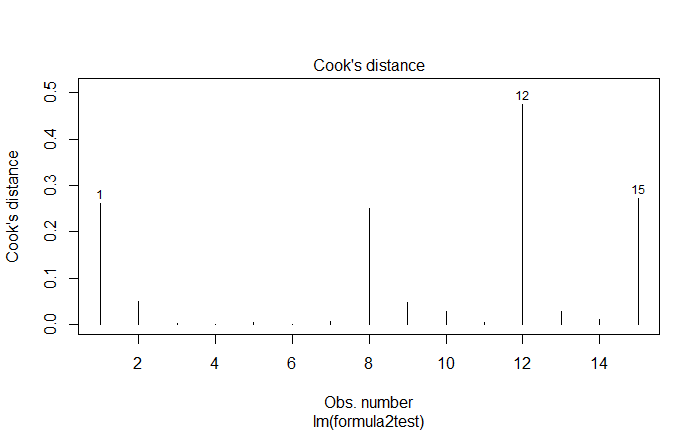 Cook's distance
Cook's distance
0.5
0.4
0.3
0.2
0.1
0.0
1
12
15
2 4 6 8 10 12 14
Obs. number
lm(formula2test)